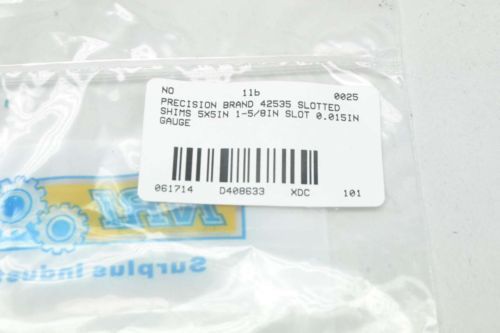 NO 1lb 0025
PRECISION BRAND 42535 SLOTTED
SHIMS 5X5IN 1-5/8IN SLOT 0.015IN
GAUGE
061714 D408633 XDC 101
NRI
Surplus indust